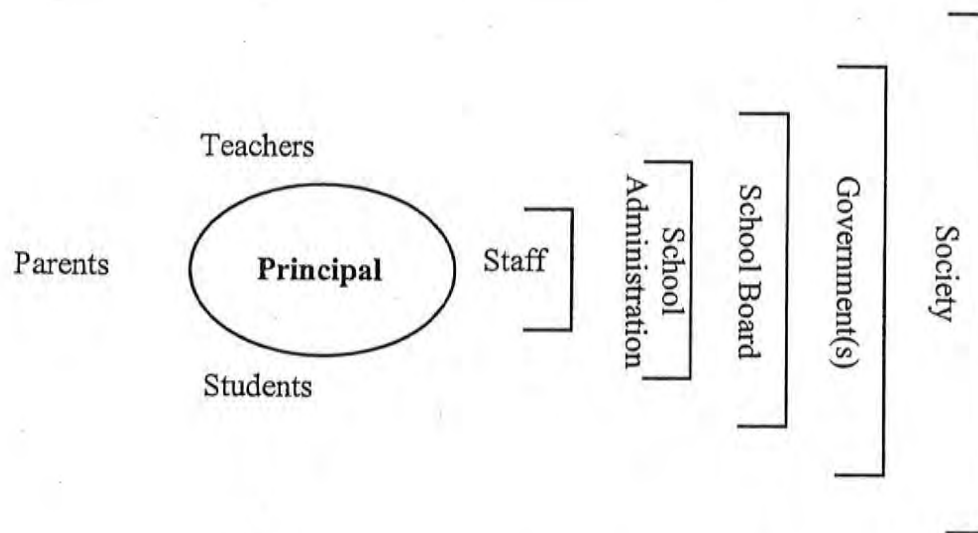 Teachers
Parents
Principal
Staff
Students
School
Administration
School Board
Government(s)
Society